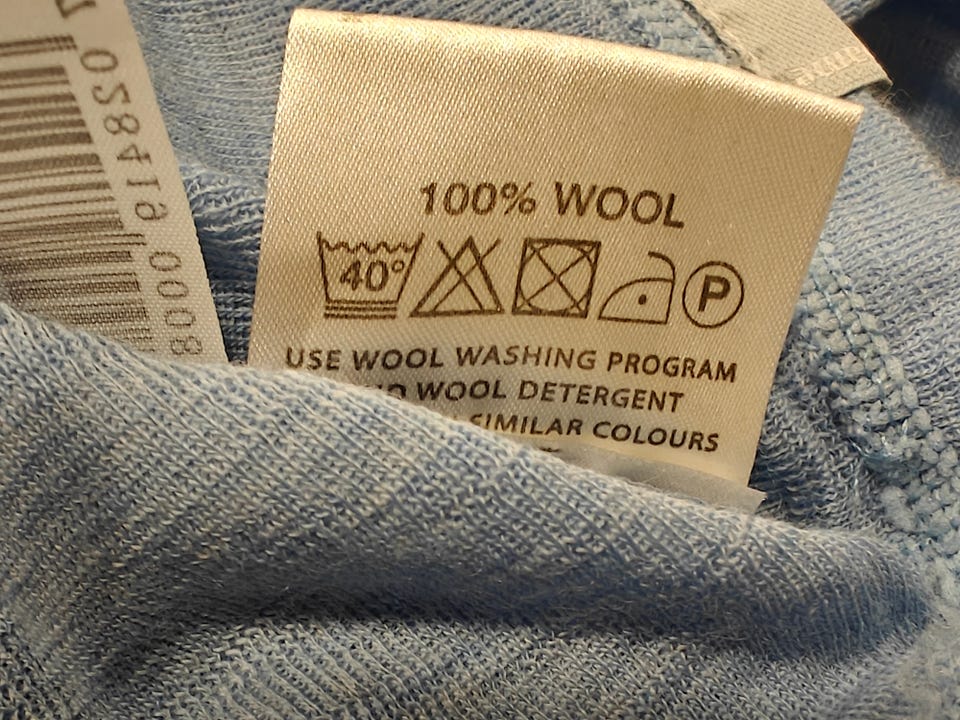 100% WOOL
40°
P
USE WOOL WASHING PROGRAM
WOOL DETERGENT
SIMILAR COLOURS